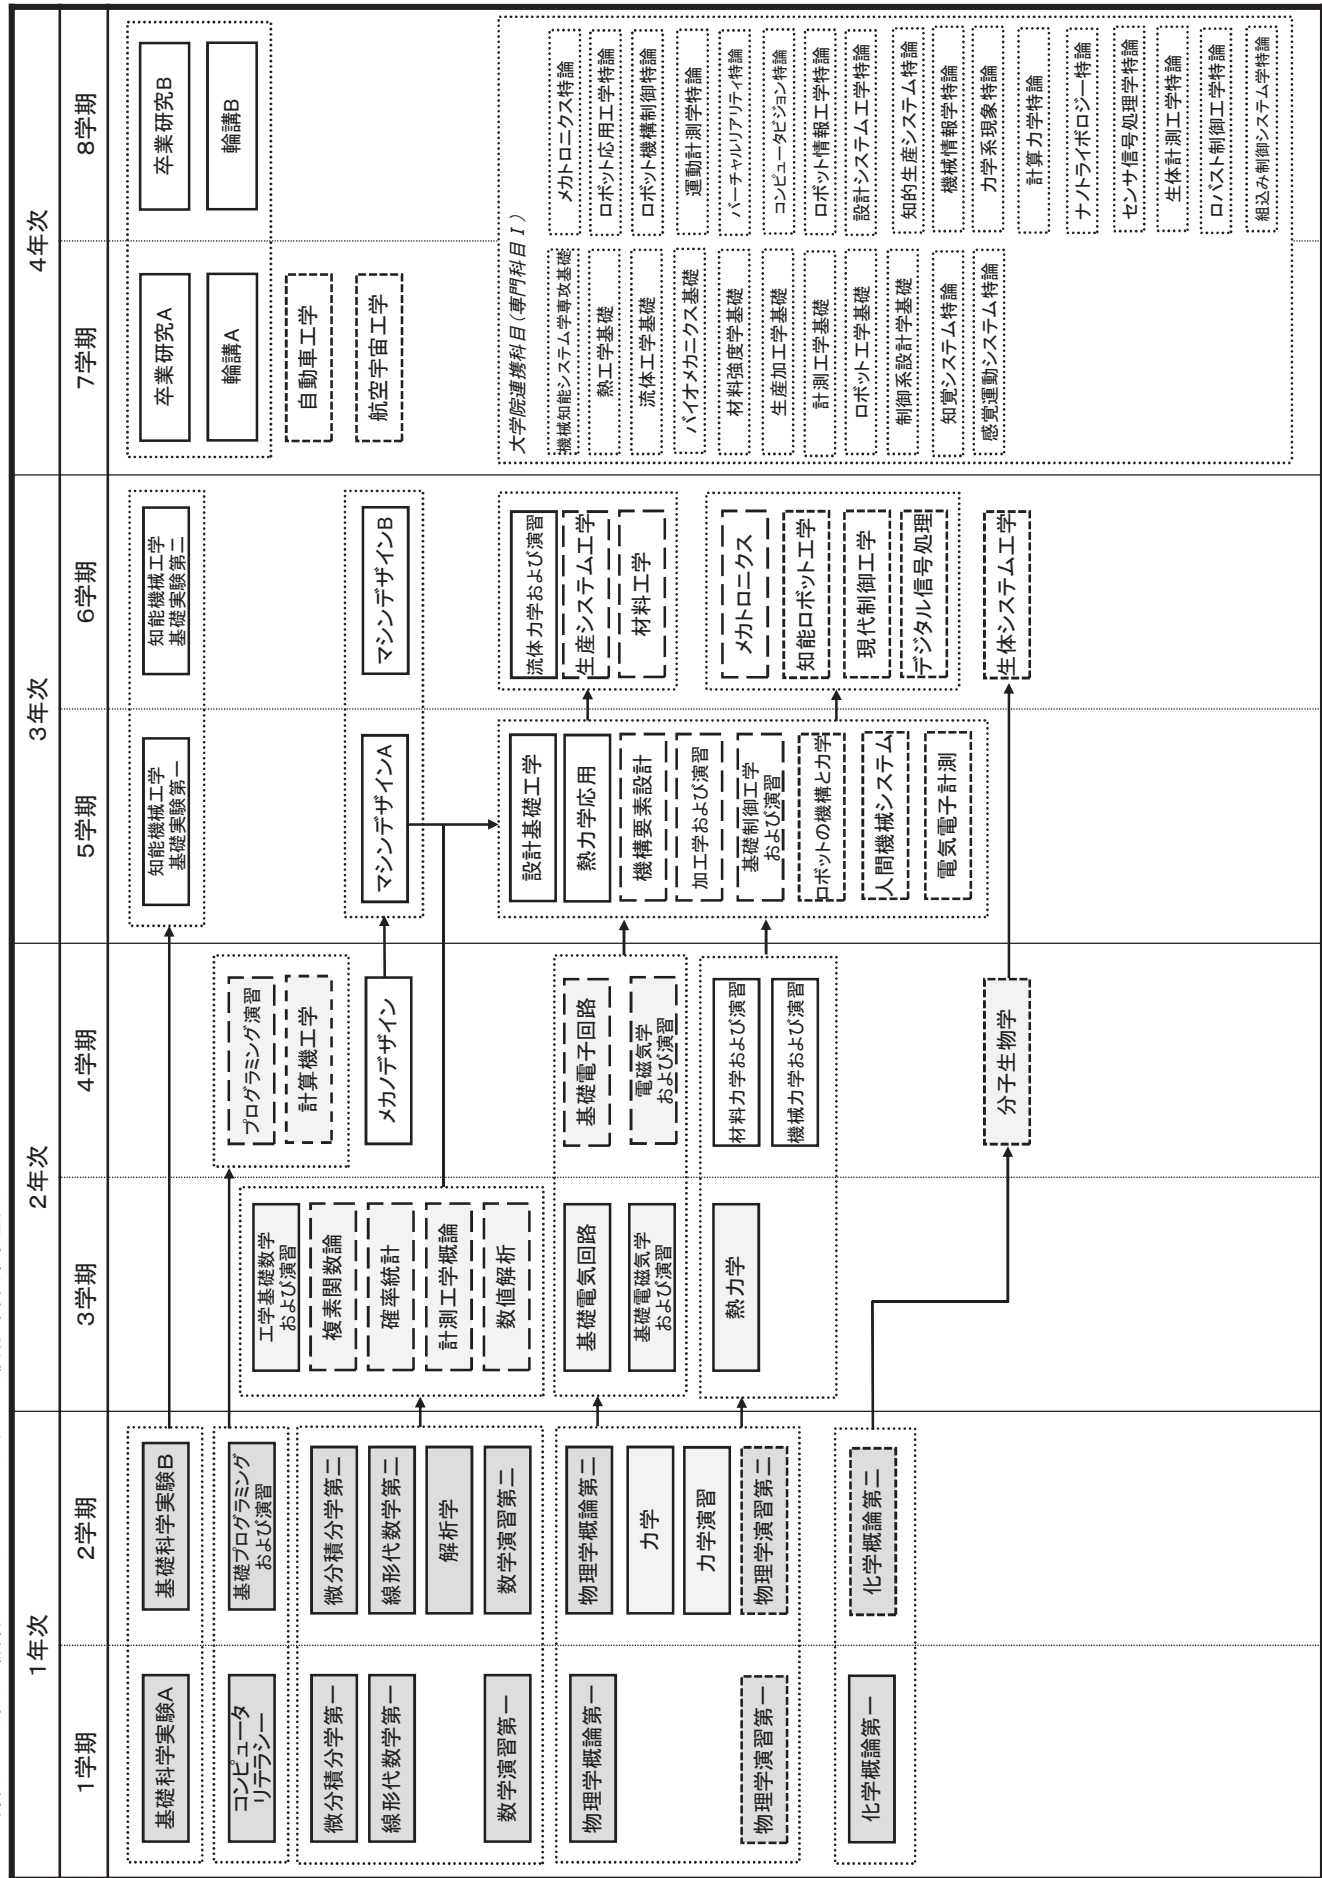 1年次
2年次
3年次
4年次
1学期
2学期
3学期
4学期
5学期
6学期
7学期
8学期
基礎科学実験A
基礎科学実験B
知能機械工学
基礎実験第一
知能機械工学
基礎実験第二
卒業研究A
卒業研究B
輪講A
輪講B
コンピュータ
リテラシー
基礎プログラミング
および演習
プログラミング演習
計算機工学
自動車工学
航空宇宙工学
メカノデザイン
マシンデザインA
マシンデザインB
微分積分学第一
微分積分学第二
線形代数学第一
線形代数学第二
解析学
数学演習第一
数学演習第二
工学基礎数学
および演習
複素関数論
確率統計
計測工学概論
数値解析
物理学概論第一
物理学概論第二
力学
力学演習
物理学演習第一
物理学演習第二
基礎電気回路
基礎電磁気学
および演習
熱力学
基礎電子回路
電磁気学
および演習
材料力学および演習
機械力学および演習
設計基礎工学
熱力学応用
機構要素設計
加工学および演習
基礎制御工学
および演習
ロボットの機構と力学
人間機械システム
電気電子計測
流体力学および演習
生産システム工学
材料工学
メカトロニクス
知能ロボット工学
現代制御工学
デジタル信号処理
生体システム工学
化学概論第一
化学概論第二
分子生物学
大学院連携科目(専門科目Ⅰ)
機械知能システム学専攻基礎
熱工学基礎
流体工学基礎
バイオメカニクス基礎
材料強度学基礎
生産加工学基礎
計測工学基礎
ロボット工学基礎
制御系設計学基礎
知覚システム特論
感覚運動システム特論
メカトロニクス特論
ロボット応用工学特論
ロボット機構制御特論
運動計測学特論
バーチャルリアリティ特論
コンピュータビジョン特論
ロボット情報工学特論
設計システム工学特論
知的生産システム特論
機械情報学特論
力学系現象特論
計算力学特論
ナノトライボロジー特論
センサ信号処理学特論
生体計測工学特論
ロバスト制御工学特論
組込み制御システム学特論